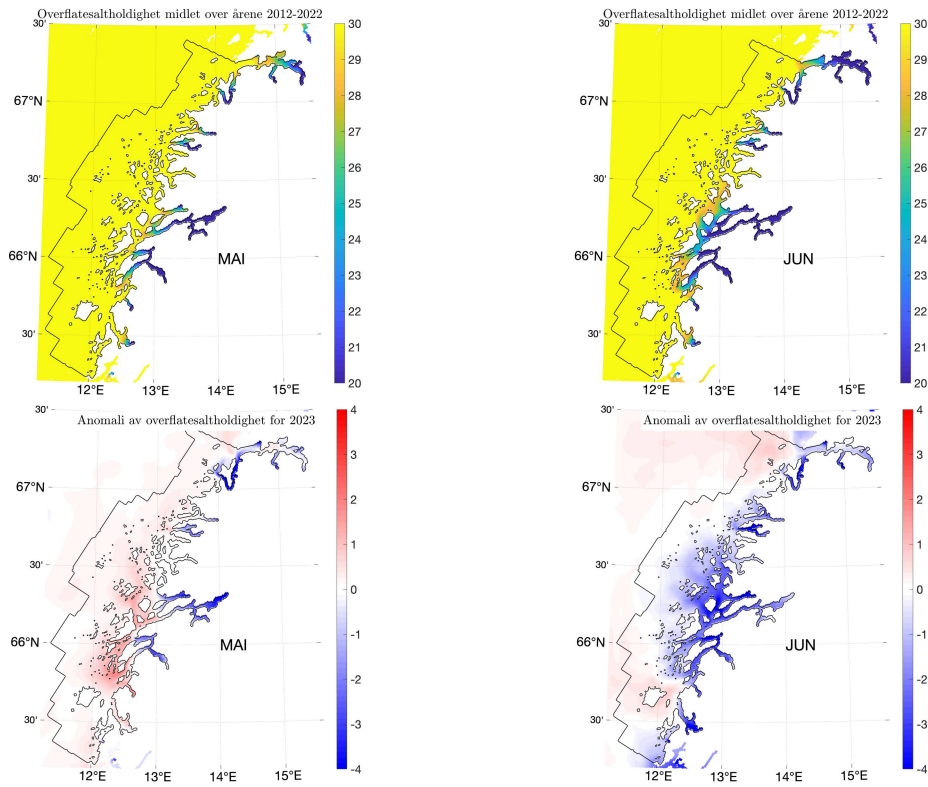 Overflatesaltholdighet midlet over årene 2012-2022
30'
67°N
30'
66°N
30'
12°E
13°E
14°E
15°E
MAI
30
29
28
27
26
25
24
23
22
21
20
Overflatesaltholdighet midlet over årene 2012-2022
30'
67°N
30'
66°N
30'
12°E
13°E
14°E
15°E
JUN
30
29
28
27
26
25
24
23
22
21
20
Anomali av overflatesaltholdighet for 2023
67°N
30'
66°N
30'
12°E
13°E
14°E
15°E
MAI
4
3
2
1
0
-1
-2
-3
-4
Anomali av overflatesaltholdighet for 2023
30'
30'
67°N
30'
66°N
30'
12°E
13°E
14°E
15°E
JUN
4
3
2
1
0
-1
-2
-3
-4